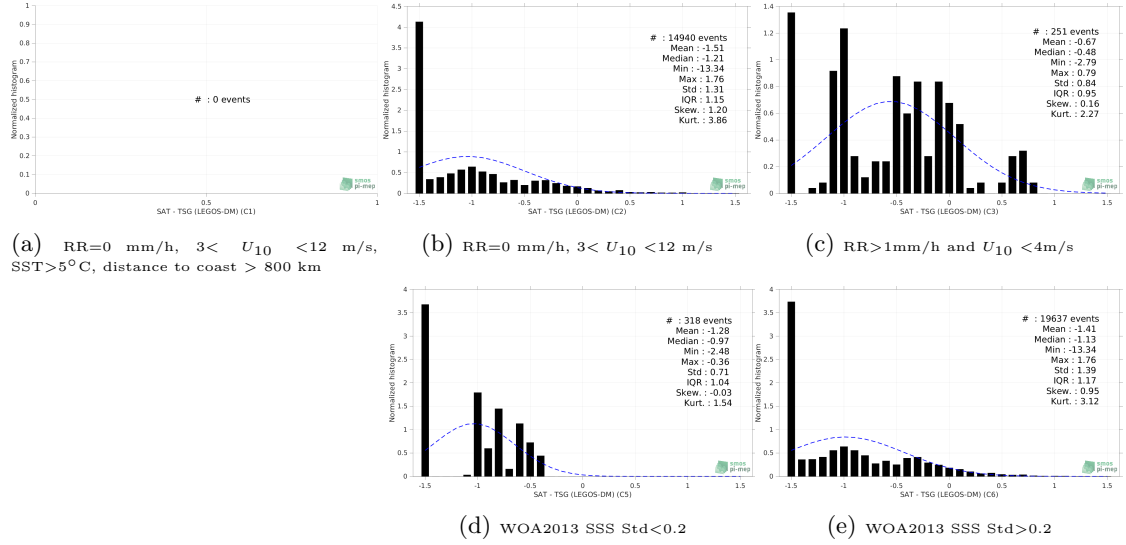 1
0.9
0.8
0.7
0.6
0.5
0.4
0.3
0.2
0.1
0
Normalized histogram
# : 0 events
smos
pi-mep
0 0.5 1
SAT - TSG (LEGOS-DM) (C1)
(a) RR=0 mm/h, 3< U10 <12 m/s,
SST>5°C, distance to coast > 800 km
4.5
4
3.5
3
2.5
2
1.5
1
0.5
0
Normalized histogram
# : 14940 events
Mean : -1.51
Median : -1.21
Min : -13.34
Max : 1.76
Std : 1.31
IQR : 1.15
Skew. : 1.20
Kurt. : 3.86
smos
pi-mep
-1.5 -1 -0.5 0 0.5 1 1.5
SAT - TSG (LEGOS-DM) (C2)
(b) RR=0 mm/h, 3< U10 <12 m/s
1.4
1.2
1
0.8
0.6
0.4
0.2
0
Normalized histogram
# : 251 events
Mean : -0.67
Median : -0.48
Min : -2.79
Max : 0.79
Std : 0.84
IQR : 0.95
Skew. : 0.16
Kurt. : 2.27
smos
pi-mep
-1.5 -1 -0.5 0 0.5 1 1.5
SAT - TSG (LEGOS-DM) (C3)
(c) RR>1mm/h and U10 <4m/s
4
3.5
3
2.5
2
1.5
1
0.5
0
Normalized histogram
# : 318 events
Mean : -1.28
Median : -0.97
Min : -2.48
Max : -0.36
Std : 0.71
IQR : 1.04
Skew. : -0.03
Kurt. : 1.54
smos
pi-mep
-1.5 -1 -0.5 0 0.5 1 1.5
SAT - TSG (LEGOS-DM) (C5)
(d) WOA2013 SSS Std<0.2
4
3.5
3
2.5
2
1.5
1
0.5
0
Normalized histogram
# : 19637 events
Mean : -1.41
Median : -1.13
Min : -13.34
Max : 1.76
Std : 1.39
IQR : 1.17
Skew. : 0.95
Kurt. : 3.12
smos
pi-mep
-1.5 -1 -0.5 0 0.5 1 1.5
SAT - TSG (LEGOS-DM) (C6)
(e) WOA2013 SSS Std>0.2